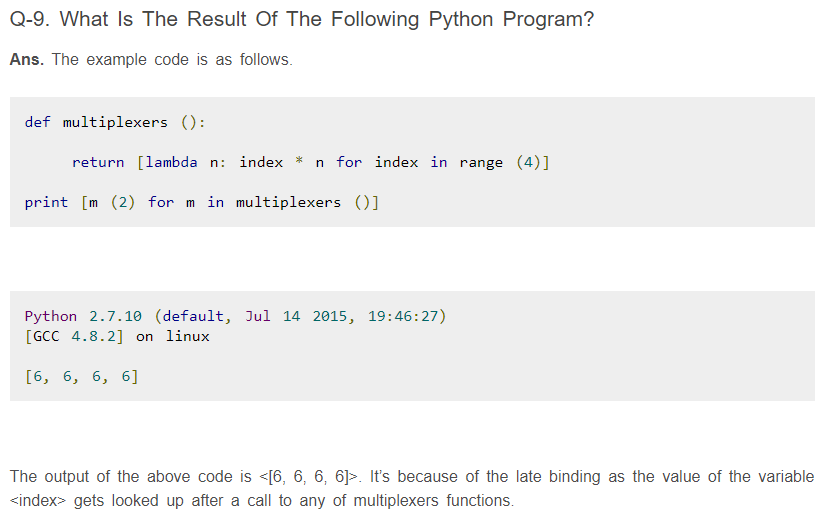 Q-9. What Is The Result Of The Following Python Program?
Ans. The example code is as follows.
def multiplexers ():
return [lambda n: index * n for index in range (4)]
print [m (2) for m in multiplexers ()]
Python 2.7.10 (default, Jul 14 2015, 19:46:27)
[GCC 4.8.2] on linux
[6, 6, 6, 6]
The output of the above code is <[6, 6, 6, 6]>. It's because of the late binding as the value of the variable
<index> gets looked up after a call to any of multiplexers functions.